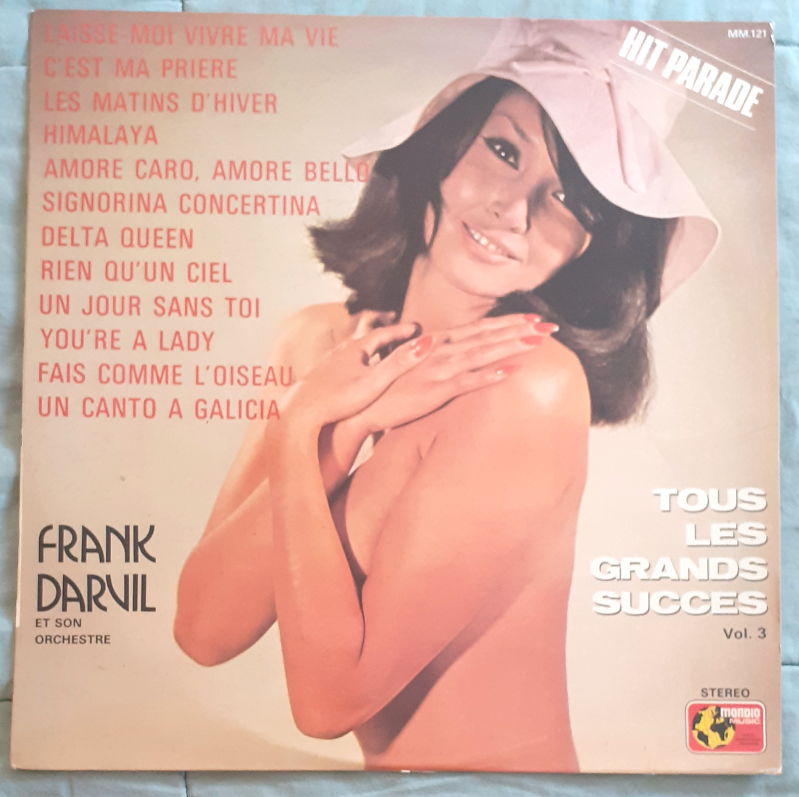 LAISSE MOI VIVRE MA VIE
C'EST MA PRIERE
LES MATINS D'HIVER
HIMALAYA
AMORE CARO, AMORE BELLO
SIGNORINA CONCERTINA
DELTA QUEEN
RIEN QU'UN CIEL
UN JOUR SANS TOI
YOU'RE A LADY
FAIS COMME L'OISEAU
UN CANTO A GALICIA
MM.121
HIT PARADE
FRANK
DARVIL
ET SON
ORCHESTRE
TOUS
LES
GRANDS
SUCCES
Vol. 3
STEREO
MONDIO
MUSIC